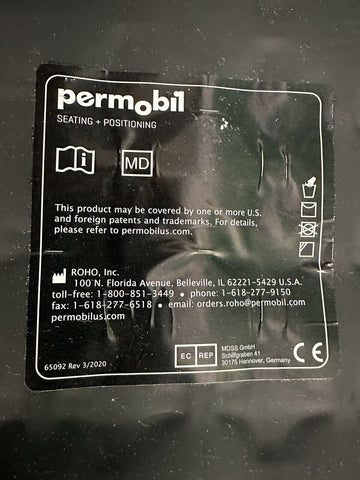 permobil
SEATING + POSITIONING
MD
This product may be covered by one or more U.S.
and foreign patents and trademarks. For details,
please refer to permobilus.com.
ROHO, Inc.
100 N. Florida Avenue, Belleville, IL 62221-5429 U.S.A.
toll-free: 1-800-851-3449 • phone: 1-618-277-9150
fax: 1-618-277-6518 • email: orders.roho@permobil.com
permobilus.com
65092 Rev 3/2020
EC REP
MDSS GmbH
Schiffgraben 41
30175 Hannover, Germany
CE